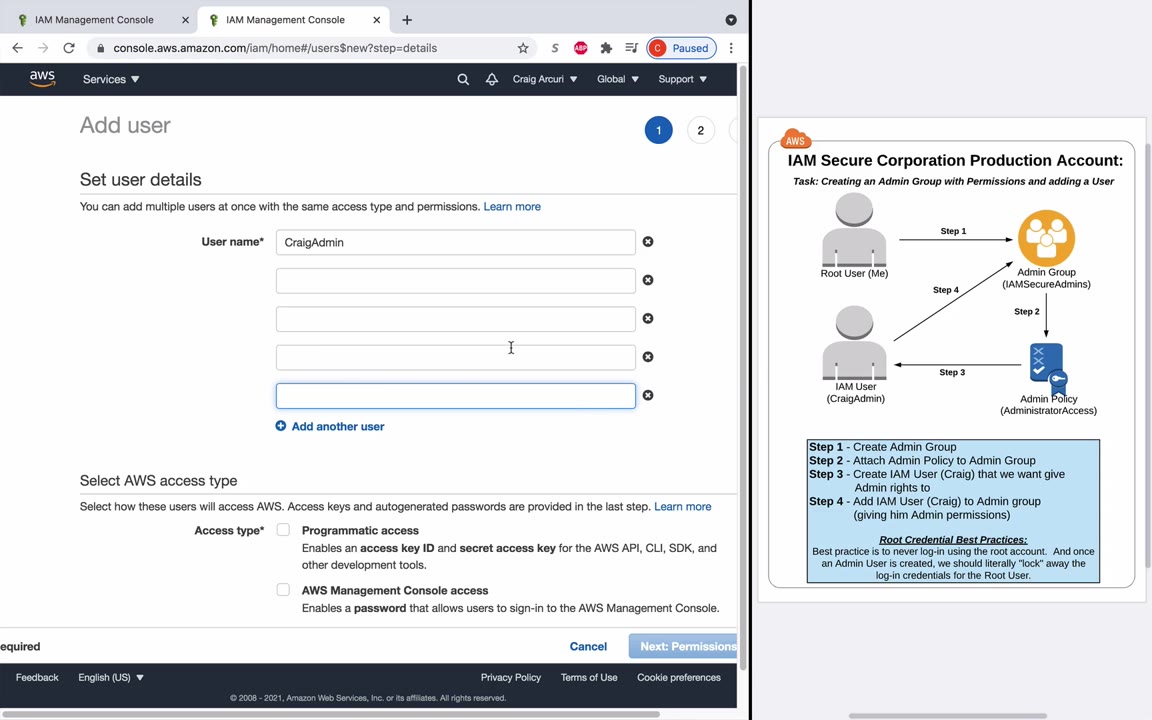 IAM Management Console
IAM Management Console
console.aws.amazon.com/iam/home#/users$new?step=details
S
ABP
C
Paused
aws
Services
Craig Arcuri
Global
Support
Add user
1
2
Set user details
You can add multiple users at once with the same access type and permissions. Learn more
User name*
CraigAdmin
Add another user
Select AWS access type
Select how these users will access AWS. Access keys and autogenerated passwords are provided in the last step. Learn more
Access type*
Programmatic access
Enables an access key ID and secret access key for the AWS API, CLI, SDK, and
other development tools.
AWS Management Console access
Enables a password that allows users to sign-in to the AWS Management Console.
equired
Cancel
Next: Permissions
Feedback
English (US)
Privacy Policy
Terms of Use
Cookie preferences
© 2008 - 2021, Amazon Web Services, Inc. or its affiliates. All rights reserved.
AWS
IAM Secure Corporation Production Account:
Task: Creating an Admin Group with Permissions and adding a User
Step 1
Root User (Me)
Admin Group
(IAMSecureAdmins)
Step 4
Step 2
Step 3
IAM User
(CraigAdmin)
Admin Policy
(AdministratorAccess)
Step 1 - Create Admin Group
Step 2 - Attach Admin Policy to Admin Group
Step 3 - Create IAM User (Craig) that we want give
Admin rights to
Step 4 - Add IAM User (Craig) to Admin group
(giving him Admin permissions)
Root Credential Best Practices:
Best practice is to never log-in using the root account. And once
an Admin User is created, we should literally "lock" away the
log-in credentials for the Root User.